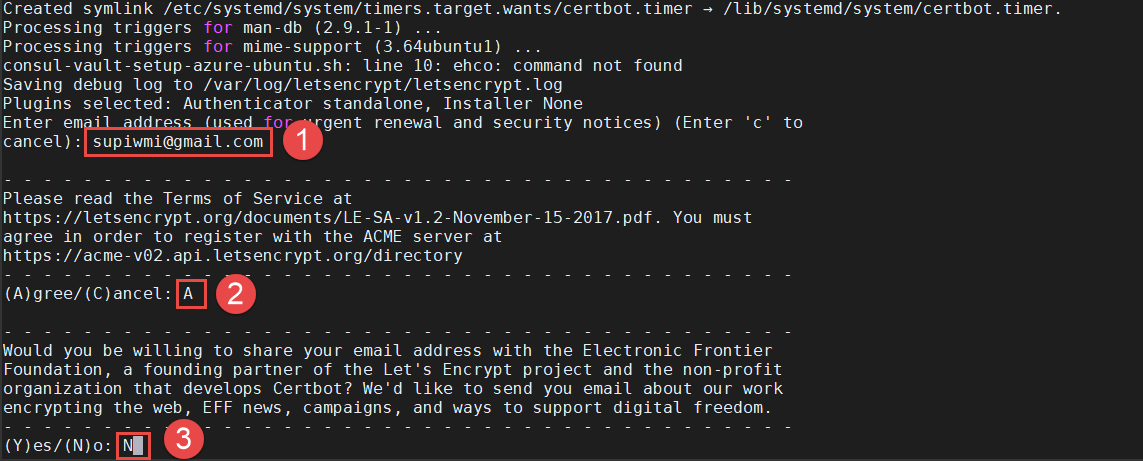 Created symlink /etc/systemd/system/timers.target.wants/certbot.timer → /lib/systemd/system/certbot.timer.
Processing triggers for man-db (2.9.1-1) ...
Processing triggers for mime-support (3.64ubuntu1) ...
consul-vault-setup-azure-ubuntu.sh: line 10: ehco: command not found
Saving debug log to /var/log/letsencrypt/letsencrypt.log
Plugins selected: Authenticator standalone, Installer None
Enter email address (used for urgent renewal and security notices) (Enter 'c' to
cancel): supiwmi@gmail.com 1
- - - - - - - - - - - - - - - - - - - - - - - - - - - - - - - - - - - - - - - -
Please read the Terms of Service at
https://letsencrypt.org/documents/LE-SA-v1.2-November-15-2017.pdf. You must
agree in order to register with the ACME server at
https://acme-v02.api.letsencrypt.org/directory
- - - - - - - - - - - - - - - - - - - - - - - - - - - - - - - - - - - - - - - -
(A)gree/(C)ancel: A 2
- - - - - - - - - - - - - - - - - - - - - - - - - - - - - - - - - - - - - - - -
Would you be willing to share your email address with the Electronic Frontier
Foundation, a founding partner of the Let's Encrypt project and the non-profit
organization that develops Certbot? We'd like to send you email about our work
encrypting the web, EFF news, campaigns, and ways to support digital freedom.
- - - - - - - - - - - - - - - - - - - - - - - - - - - - - - - - - - - - - - - -
(Y)es/(N)o: N 3